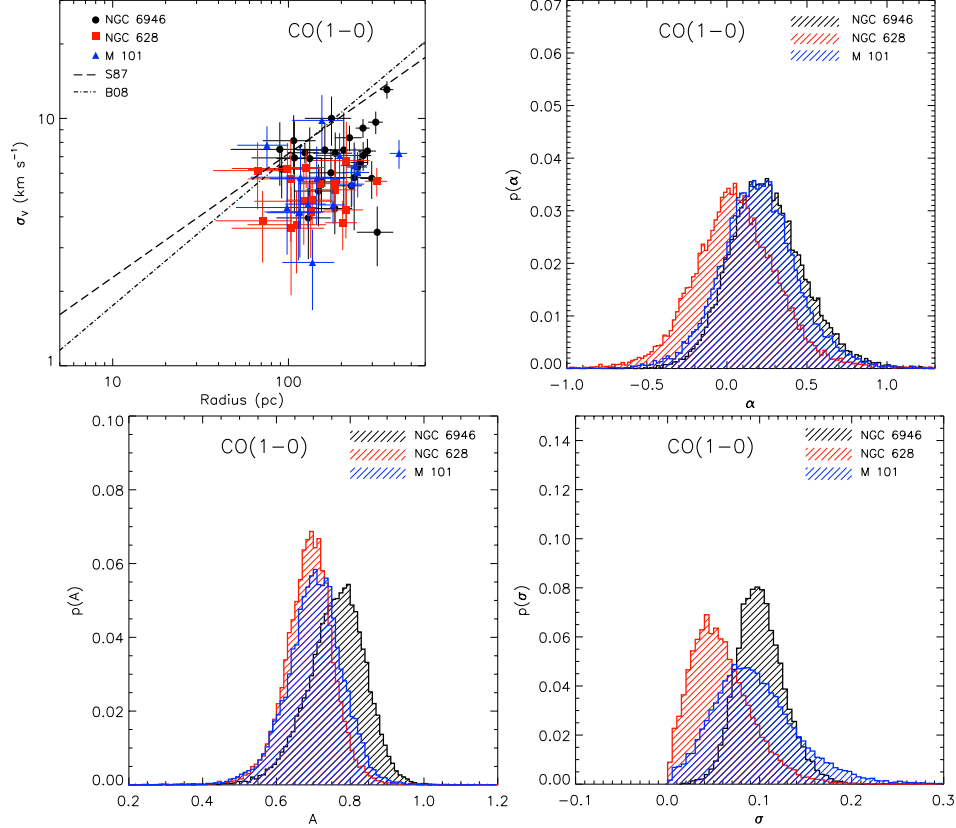 CO(1−0)
NGC 6946
NGC 628
M 101
S87
B08
σv (km s−1)
10
1
10
100
Radius (pc)
CO(1−0)
NGC 6946
NGC 628
M 101
p(α)
0.07
0.06
0.05
0.04
0.03
0.02
0.01
0.00
-1.0
-0.5
0.0
0.5
1.0
α
CO(1−0)
NGC 6946
NGC 628
M 101
p(A)
0.10
0.08
0.06
0.04
0.02
0.00
0.2
0.4
0.6
0.8
1.0
1.2
A
CO(1−0)
NGC 6946
NGC 628
M 101
p(σ)
0.14
0.12
0.10
0.08
0.06
0.04
0.02
0.00
-0.1
0.0
0.1
0.2
0.3
σ